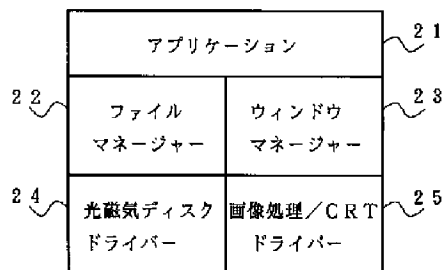 アプリケーション
21
22
ファイル
マネージャー
ウィンドウ
マネージャー
23
24
光磁気ディスク
ドライバー
画像処理／CRT
ドライバー
25